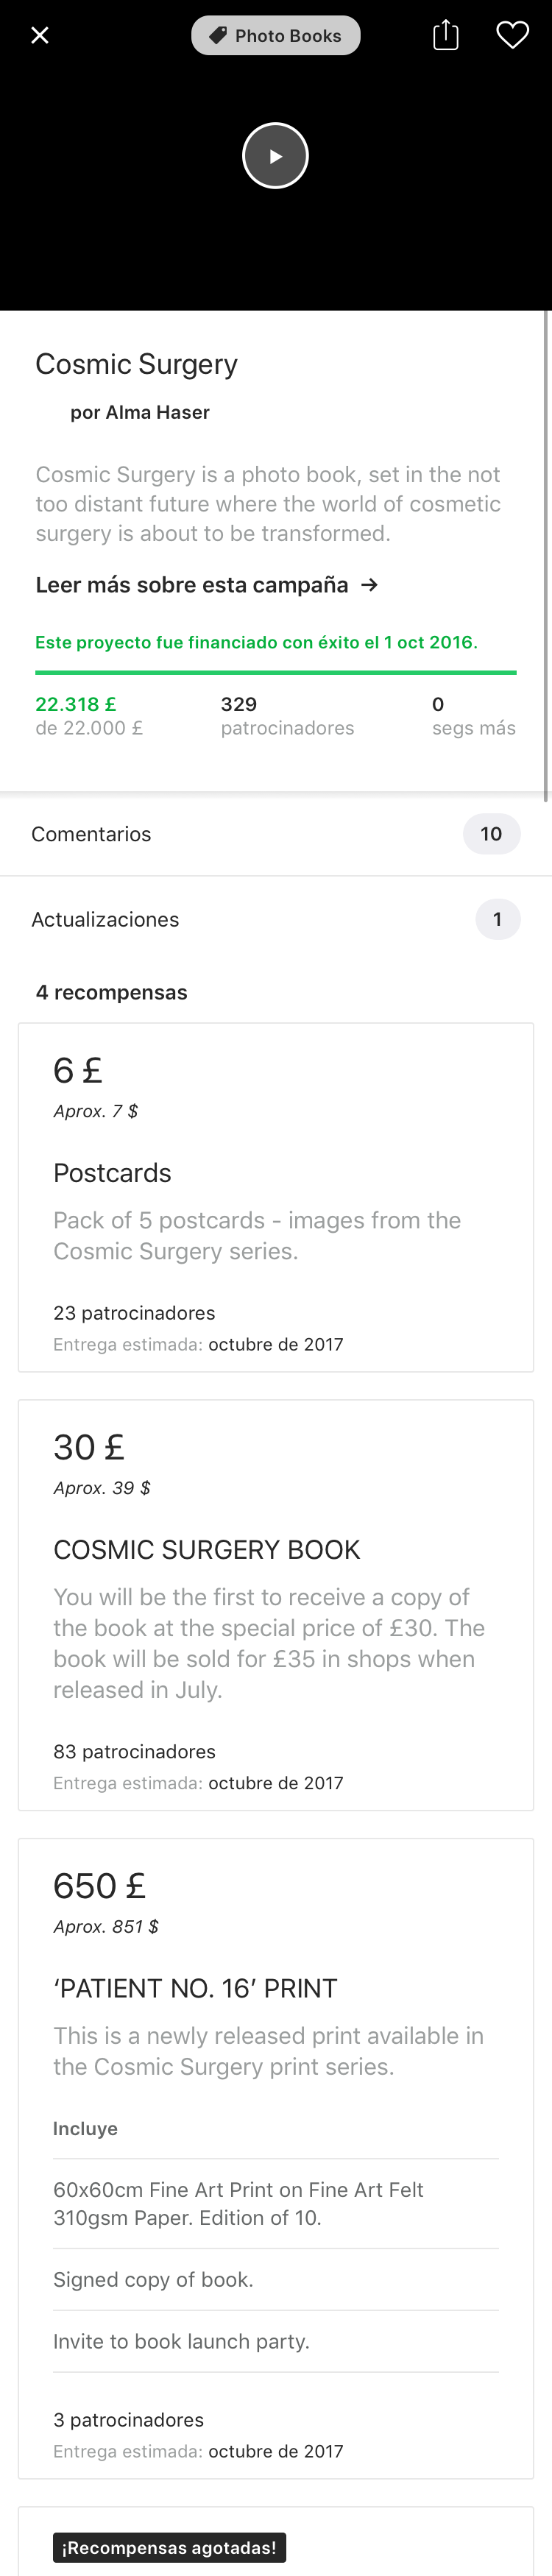 Photo Books
Cosmic Surgery
por Alma Haser
Cosmic Surgery is a photo book, set in the not
too distant future where the world of cosmetic
surgery is about to be transformed.
Leer más sobre esta campaña →
Este proyecto fue financiado con éxito el 1 oct 2016.
22.318 £
de 22.000 £
329
patrocinadores
0
segs más
Comentarios
10
Actualizaciones
1
4 recompensas
6 £
Aprox. 7 $
Postcards
Pack of 5 postcards - images from the
Cosmic Surgery series.
23 patrocinadores
Entrega estimada: octubre de 2017
30 £
Aprox. 39 $
COSMIC SURGERY BOOK
You will be the first to receive a copy of
the book at the special price of £30. The
book will be sold for £35 in shops when
released in July.
83 patrocinadores
Entrega estimada: octubre de 2017
650 £
Aprox. 851 $
‘PATIENT NO. 16’ PRINT
This is a newly released print available in
the Cosmic Surgery print series.
Incluye
60x60cm Fine Art Print on Fine Art Felt
310gsm Paper. Edition of 10.
Signed copy of book.
Invite to book launch party.
3 patrocinadores
Entrega estimada: octubre de 2017
¡Recompensas agotadas!